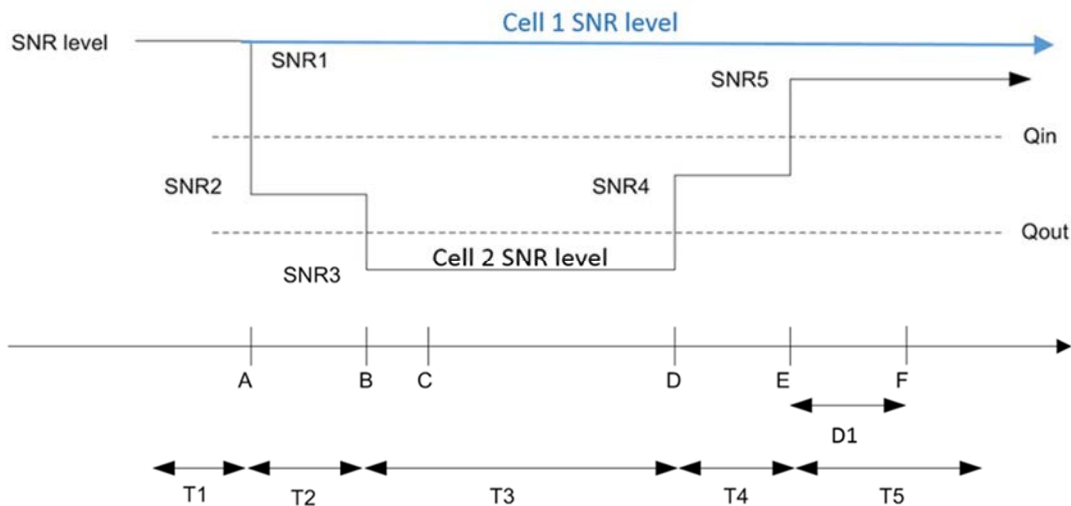 Cell 1 SNR level
SNR level
SNR1
SNR5
Qin
SNR2
SNR4
Qout
Cell 2 SNR level
SNR3
A B C D E F
D1
T1 T2 T3 T4 T5